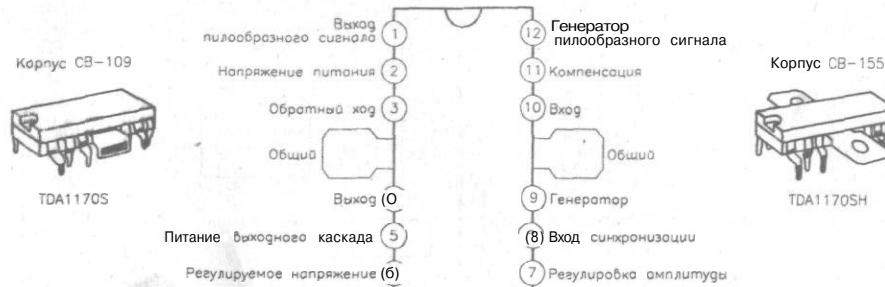 Выход
пилообразного сигнала 1
12 Генератор
пилообразного сигнала
Корпус СВ-109
Напряжение питания 2
11 Компенсация
Корпус СВ-155
Обратный ход 3
10 Вход
Общий
Общий
TDA1170S
Выход (О
9 Генератор
TDA1170SH
Питание выходного каскада 5
(8) Вход синхронизации
Регулируемое напряжение (б)
7 Регулировка амплитуды